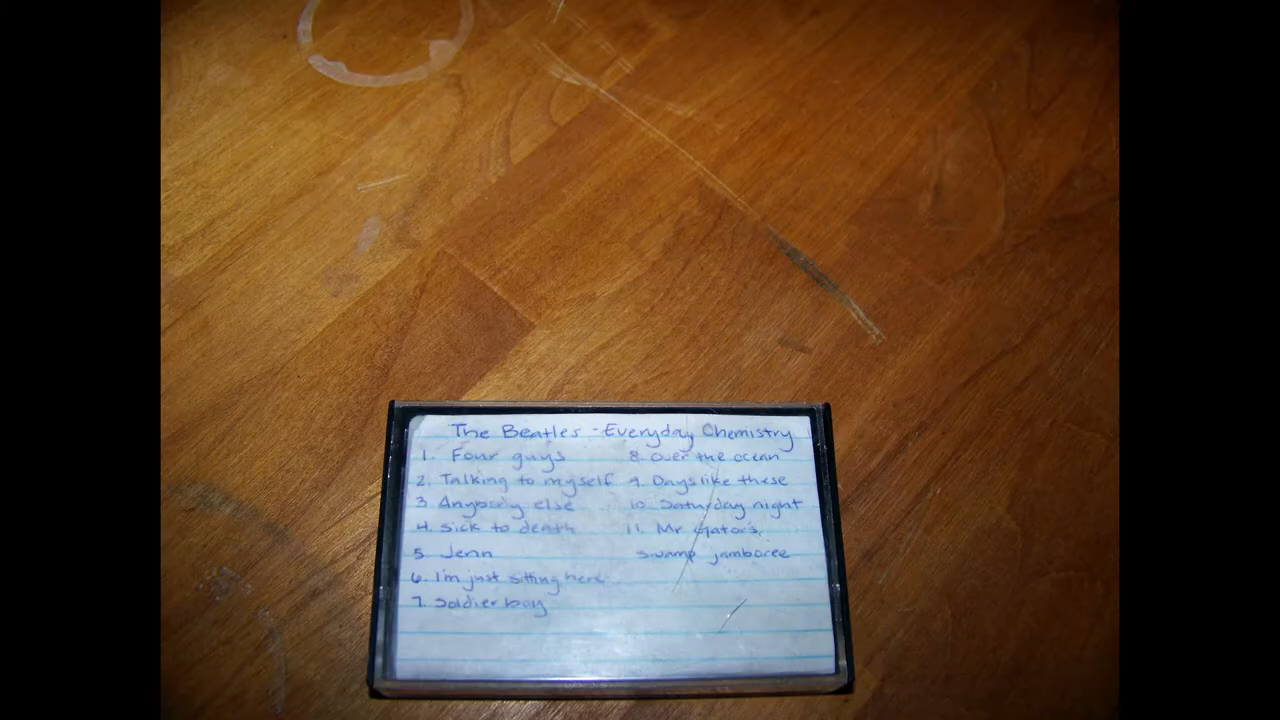 The Beatles - Everyday Chemistry
1. Four guys
2. Talking to myself
3 Anybody else
4. Sick to death
5 Jenn
6. I'm just sitting here
7. Soldier boy
8 Over the ocean
9. Days like these
10 Saturday night
11. Mr Gators
swamp jamboree